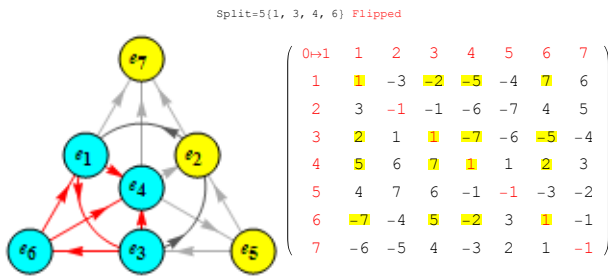 Split=5{1, 3, 4, 6} Flipped
e7
e1
e2
e4
e6
e3
e5
0↦1 1 2 3 4 5 6 7
1 1 -3 -2 -5 -4 7 6
2 3 -1 -1 -6 -7 4 5
3 2 1 1 -7 -6 -5 -4
4 5 6 7 1 1 2 3
5 4 7 6 -1 -1 -3 -2
6 -7 -4 5 -2 3 1 -1
7 -6 -5 4 -3 2 1 -1